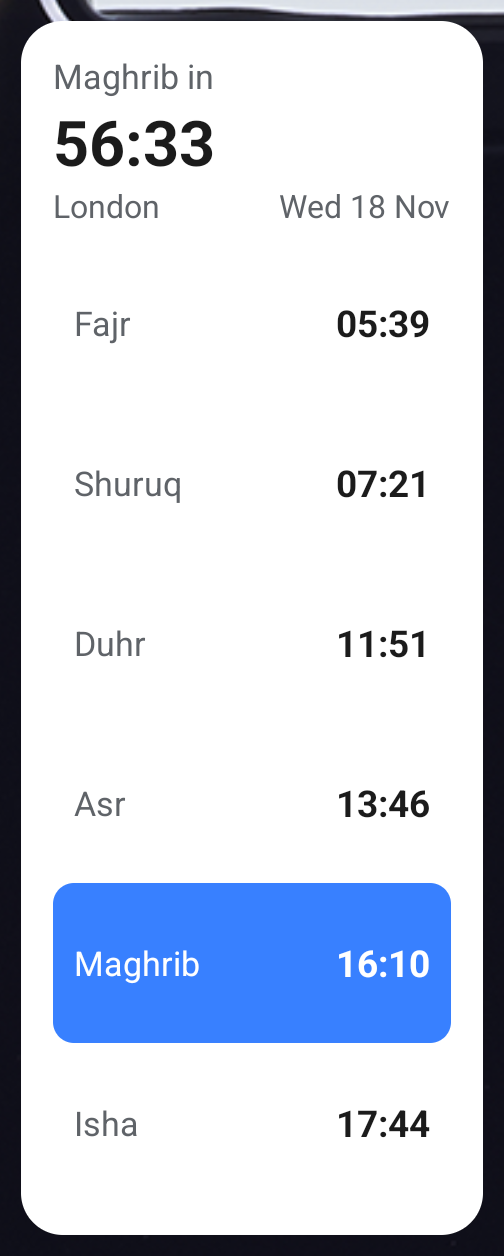 Maghrib in
56:33
London Wed 18 Nov
Fajr 05:39
Shuruq 07:21
Duhr 11:51
Asr 13:46
Maghrib 16:10
Isha 17:44